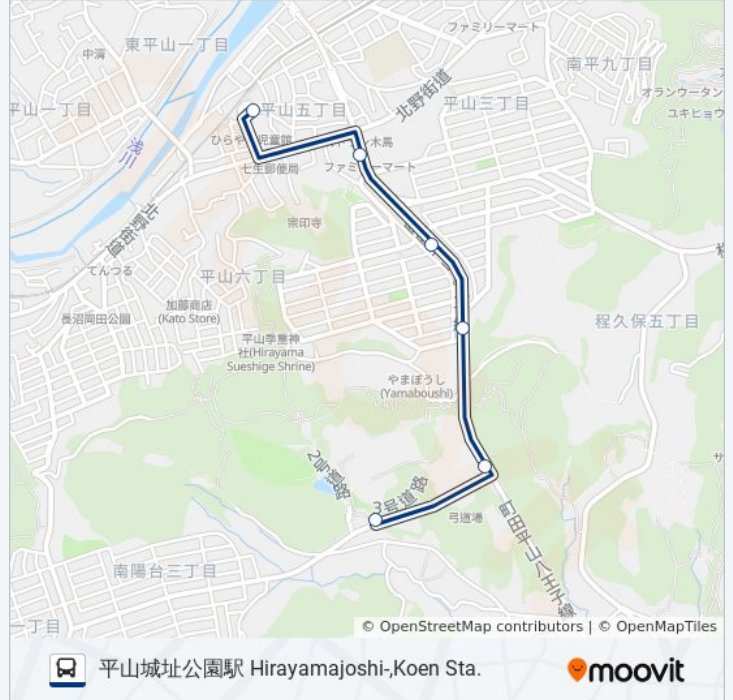 ファミリーマート
東平山一丁目
中濱
南平九丁目
オランウータン
平山一丁目
平山五丁目
北野街道
平山三丁目
ユキヒョウ
浅川
児童館
木馬
七生郵便局
ファミリーマート
北野街道
宗印寺
てんつる
平山六丁目
加藤商店
(Kato Store)
長沼岡田公園
程久保五丁目
平山季重神
社(Hirayama
Sueshige Shrine)
やまぼうし
(Yamaboushi)
2号道路
3号道路
弓道場
町田平山八王子線
南陽台三丁目
一丁目
© OpenStreetMap contributors | © OpenMapTiles
平山城址公園駅 Hirayamajoshi-,Koen Sta.
moovit